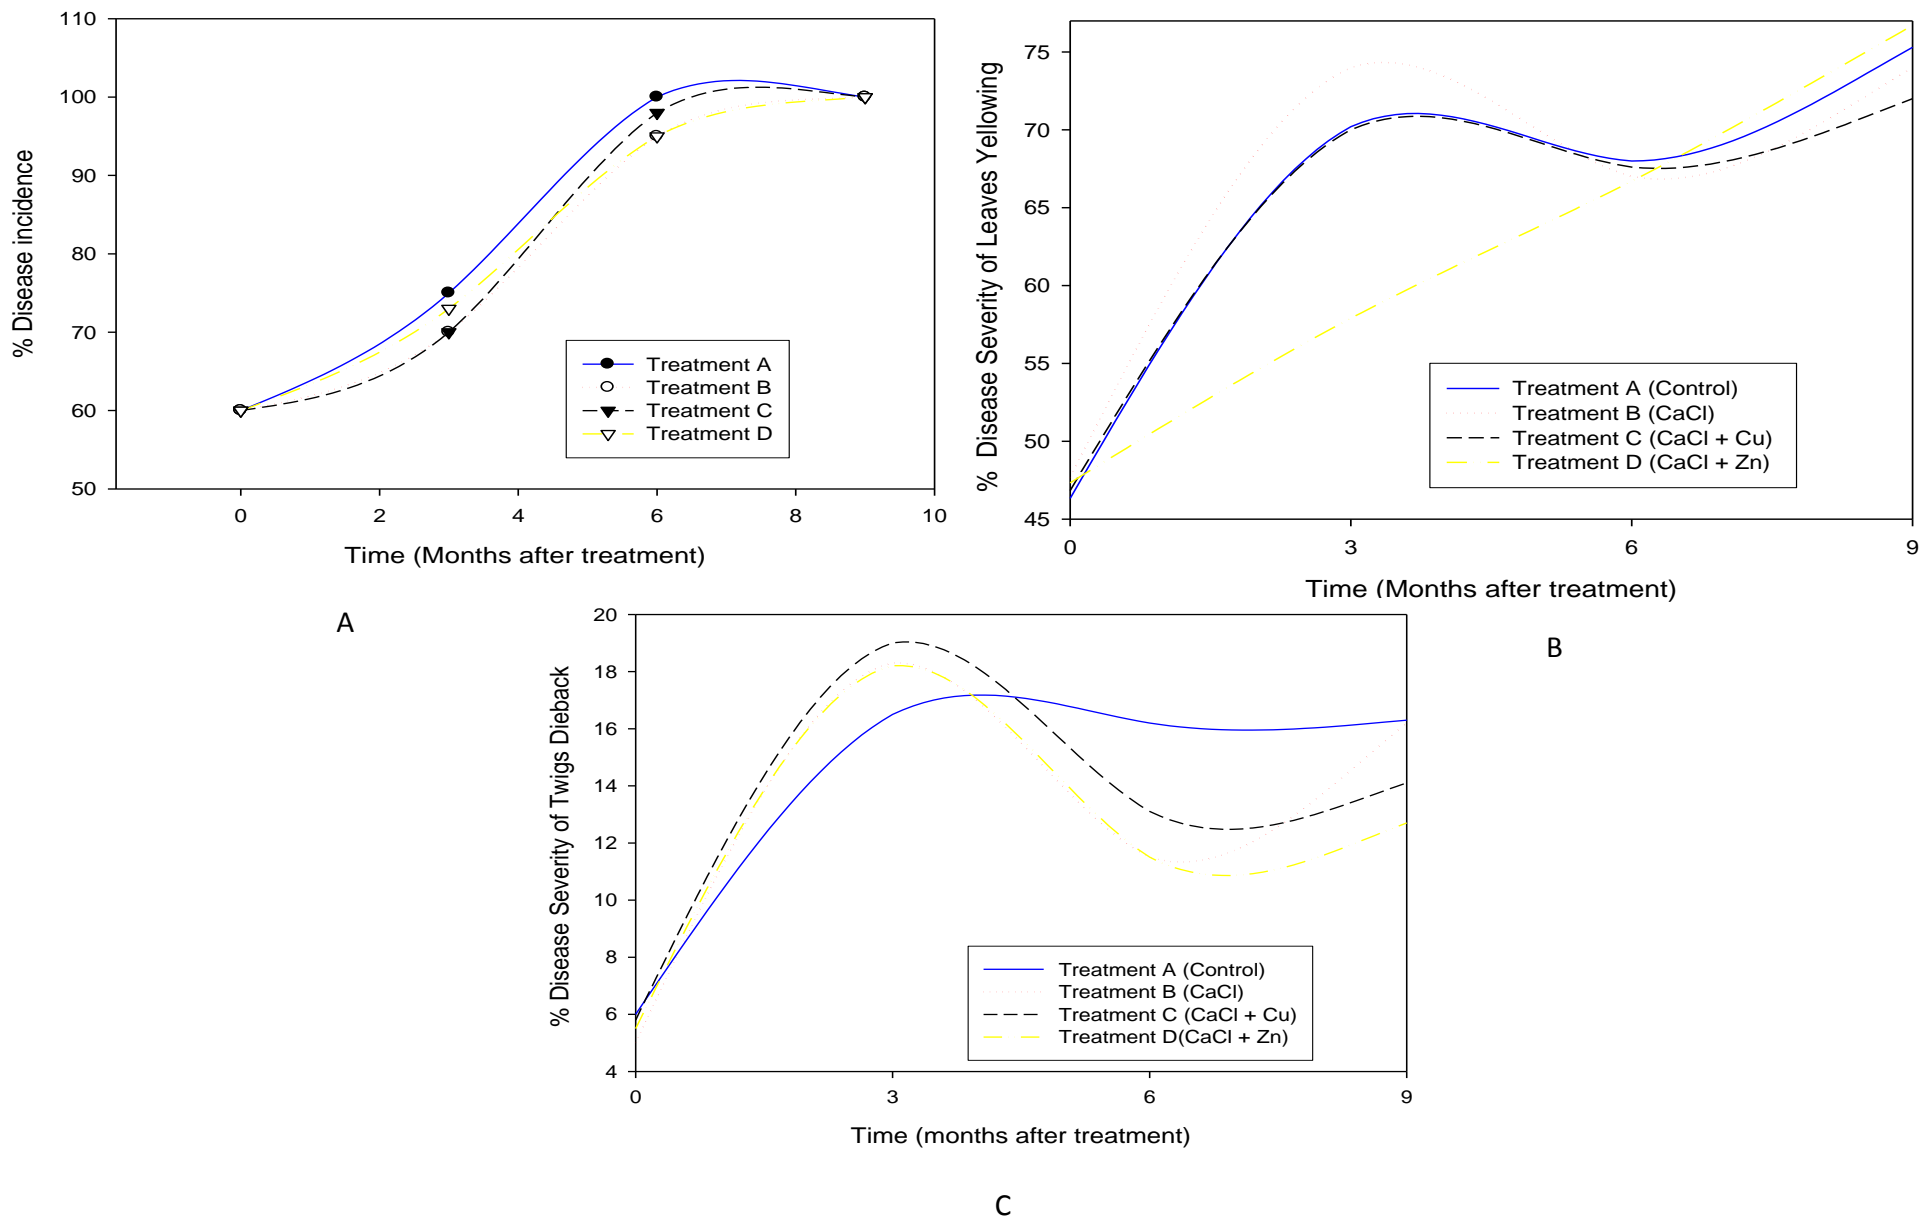 % Disease incidence
110
100
90
80
70
60
50
0
2
4
6
8
10
Time (Months after treatment)
Treatment A
Treatment B
Treatment C
Treatment D
A
% Disease Severity of Leaves Yellowing
75
70
65
60
55
50
45
0
3
6
9
Time (Months after treatment)
Treatment A (Control)
Treatment B (CaCl)
Treatment C (CaCl + Cu)
Treatment D (CaCl + Zn)
B
% Disease Severity of Twigs Dieback
20
18
16
14
12
10
8
6
4
0
3
6
9
Time (months after treatment)
Treatment A (Control)
Treatment B (CaCl)
Treatment C (CaCl + Cu)
Treatment D(CaCl + Zn)
C